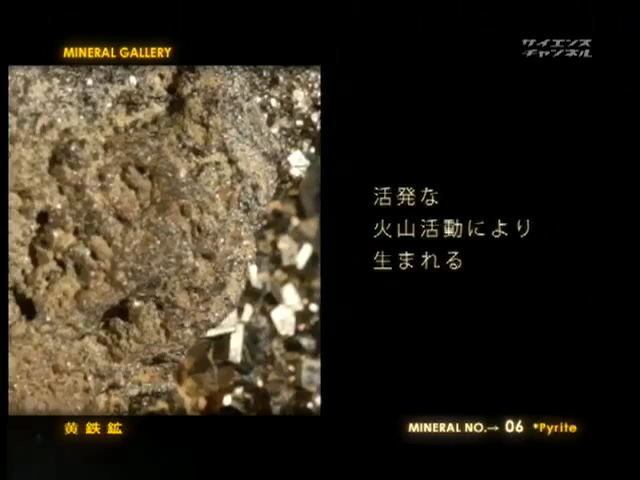 MINERAL GALLERY
サイエンス
チャンネル
活発な
火山活動により
生まれる
黄鉄鉱
MINERAL NO.→ 06 *Pyrite